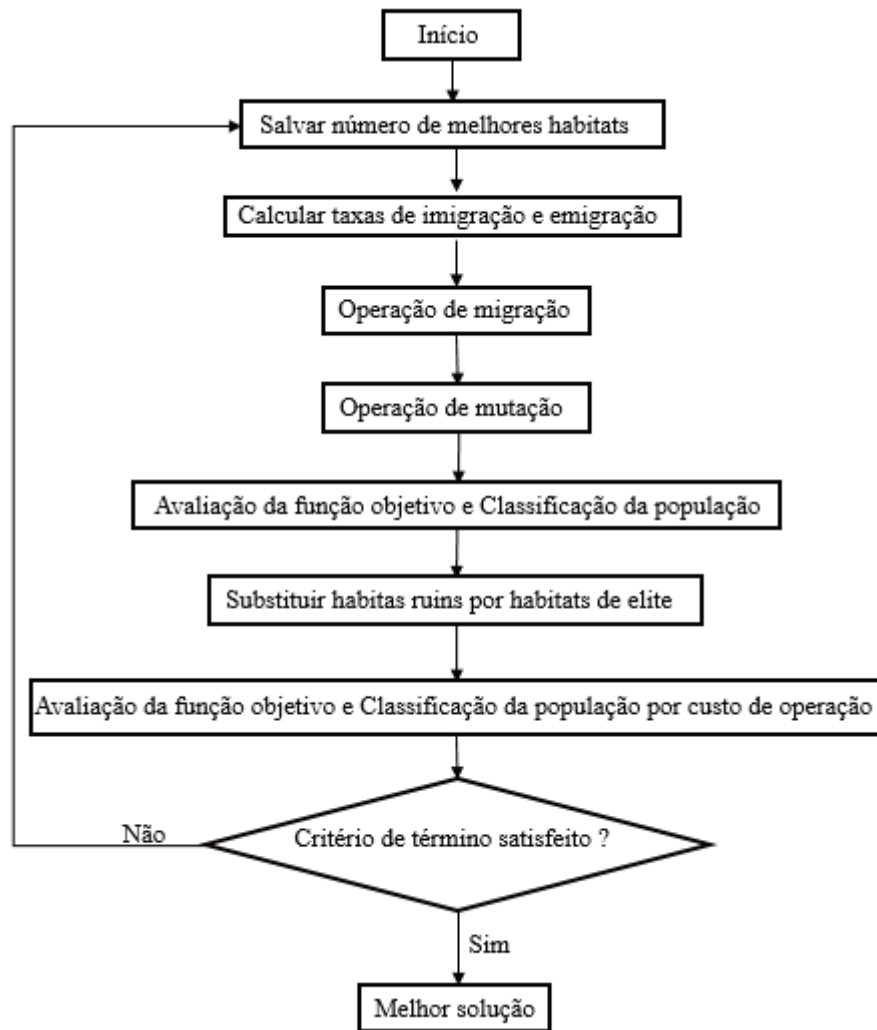 Início
Salvar número de melhores habitats
Calcular taxas de imigração e emigração
Operação de migração
Operação de mutação
Avaliação da função objetivo e Classificação da população
Substituir habitas ruins por habitats de elite
Avaliação da função objetivo e Classificação da população por custo de operação
Critério de término satisfeito ?
Não
Sim
Melhor solução